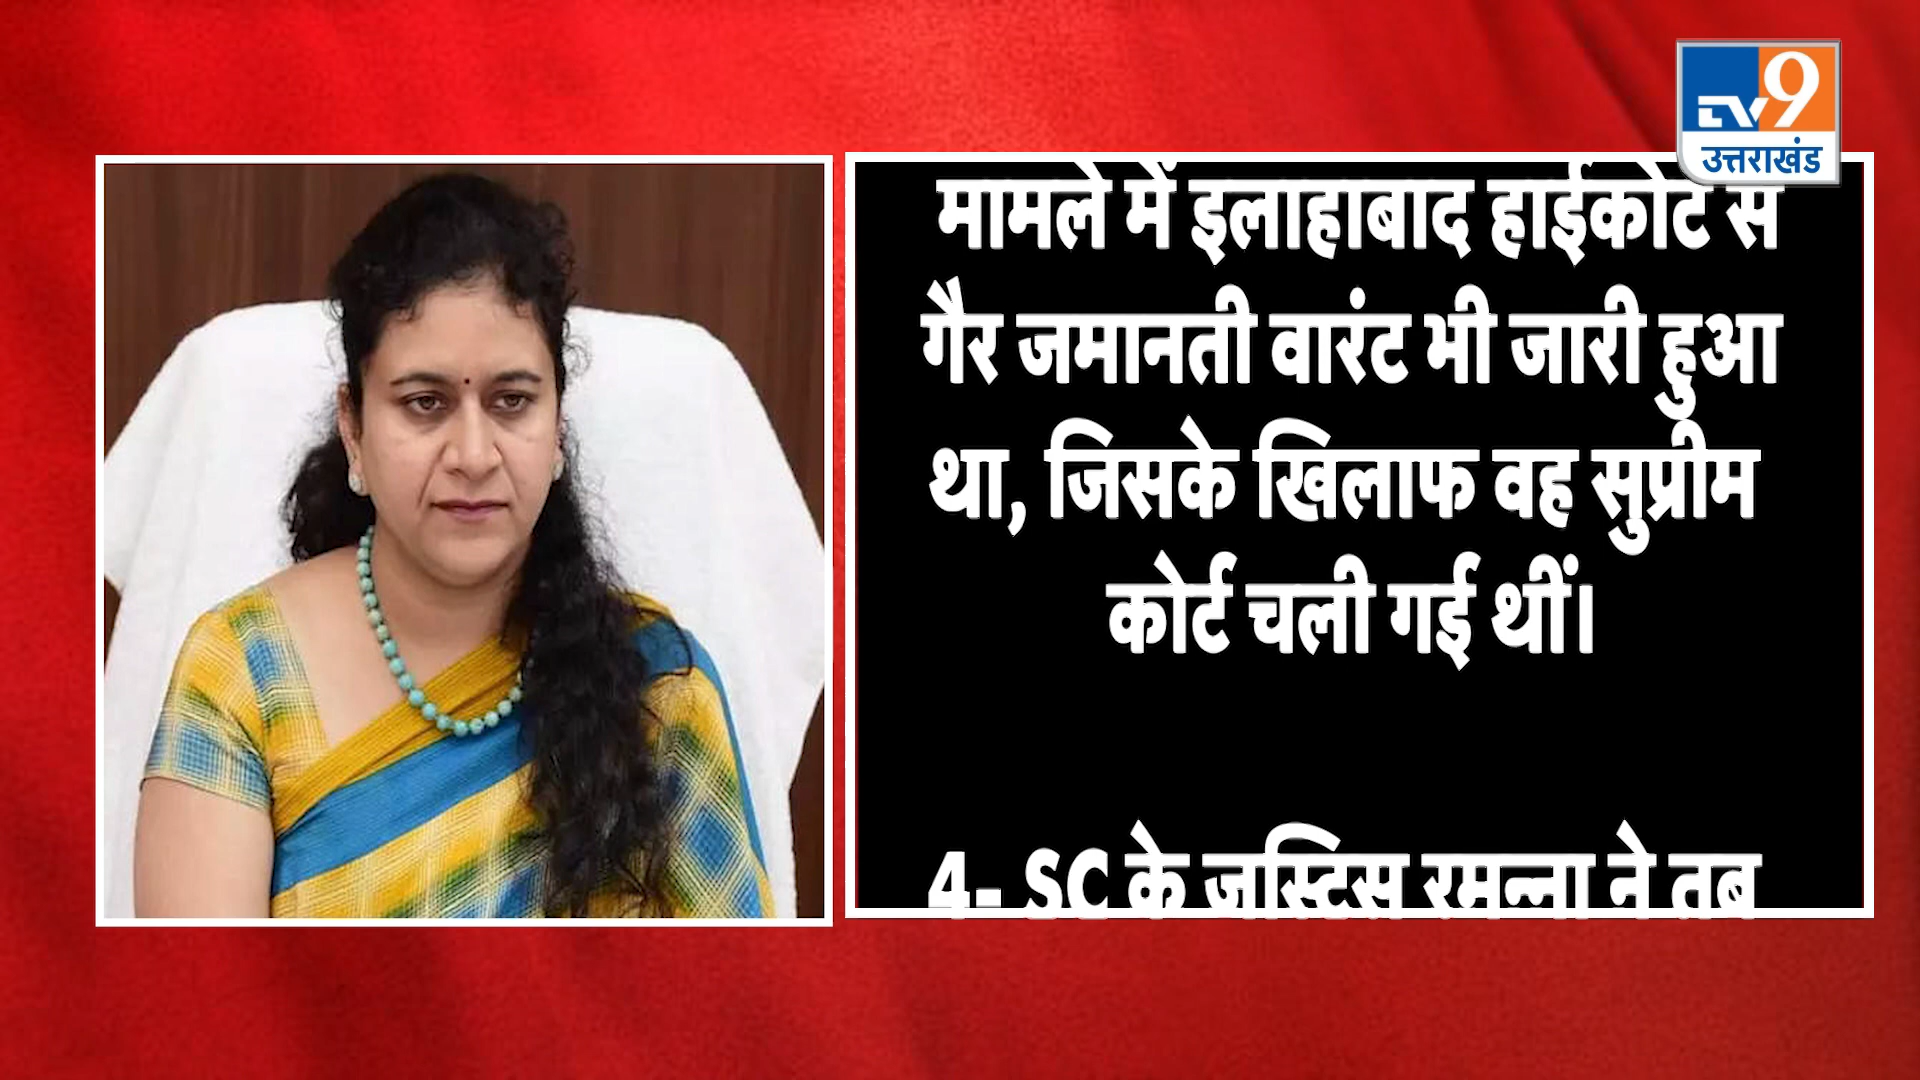 TV9
उत्तराखंड
मामले में इलाहाबाद हाईकोर्ट से
गैर जमानती वारंट भी जारी हुआ
था, जिसके खिलाफ वह सुप्रीम
कोर्ट चली गई थीं।
4- SC के जस्टिस रमन्ना ने तब